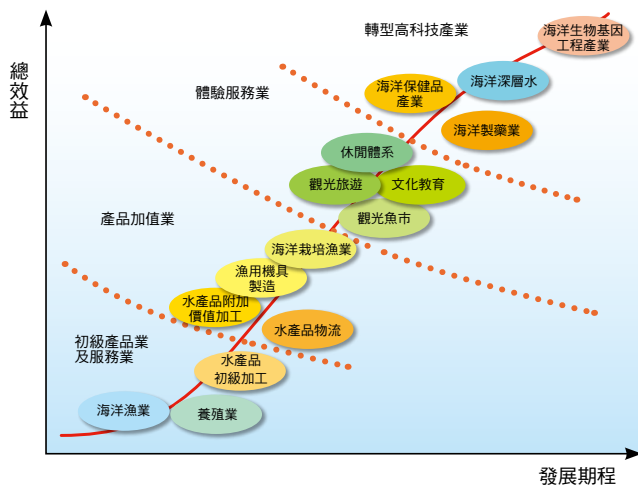 總效益
轉型高科技產業
海洋生物基因
工程產業
海洋深層水
海洋保健品
產業
海洋製藥業
體驗服務業
休閒體系
觀光旅遊
文化教育
觀光魚市
產品加值業
海洋栽培漁業
漁用機具
製造
水產品附加
價值加工
水產品物流
初級產品業
及服務業
水產品
初級加工
海洋漁業
養殖業
發展期程